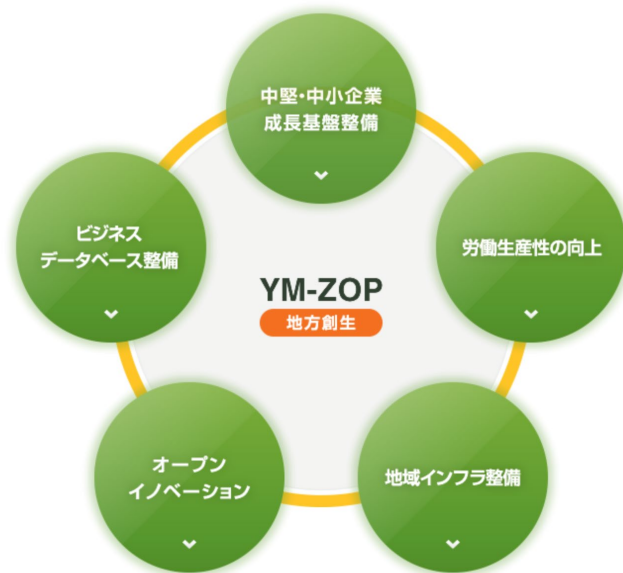 中堅・中小企業
成長基盤整備
労働生産性の向上
地域インフラ整備
オープン
イノベーション
ビジネス
データベース整備
YM-ZOP
地方創生